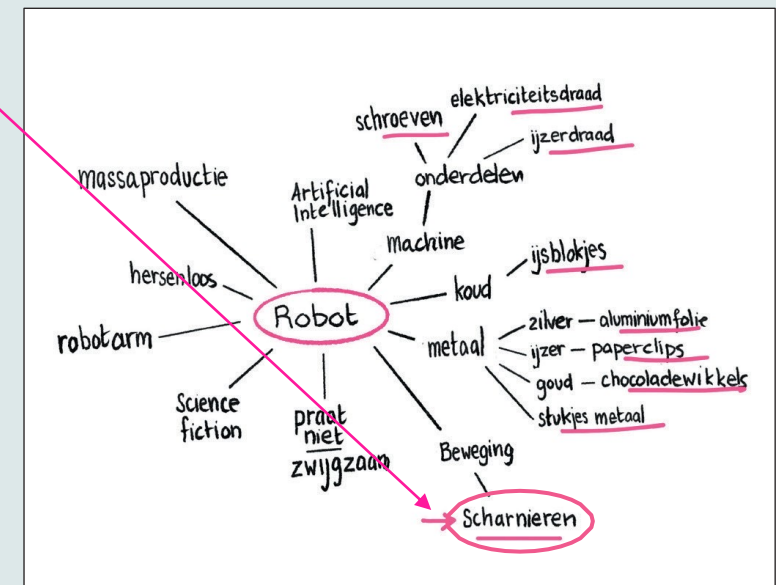 elektriciteitsdraad
schroeven
ijzerdraad
massaproductie
Artificial
Intelligence
onderdelen
machine
hersenloos
ijsblokjes
koud
Robot
robotarm
metaal
zilver — aluminiumfolie
ijzer — paperclips
goud — chocoladewikkels
stukjes metaal
Science
fiction
praat
niet
zwijgzaam
Beweging
Scharnieren